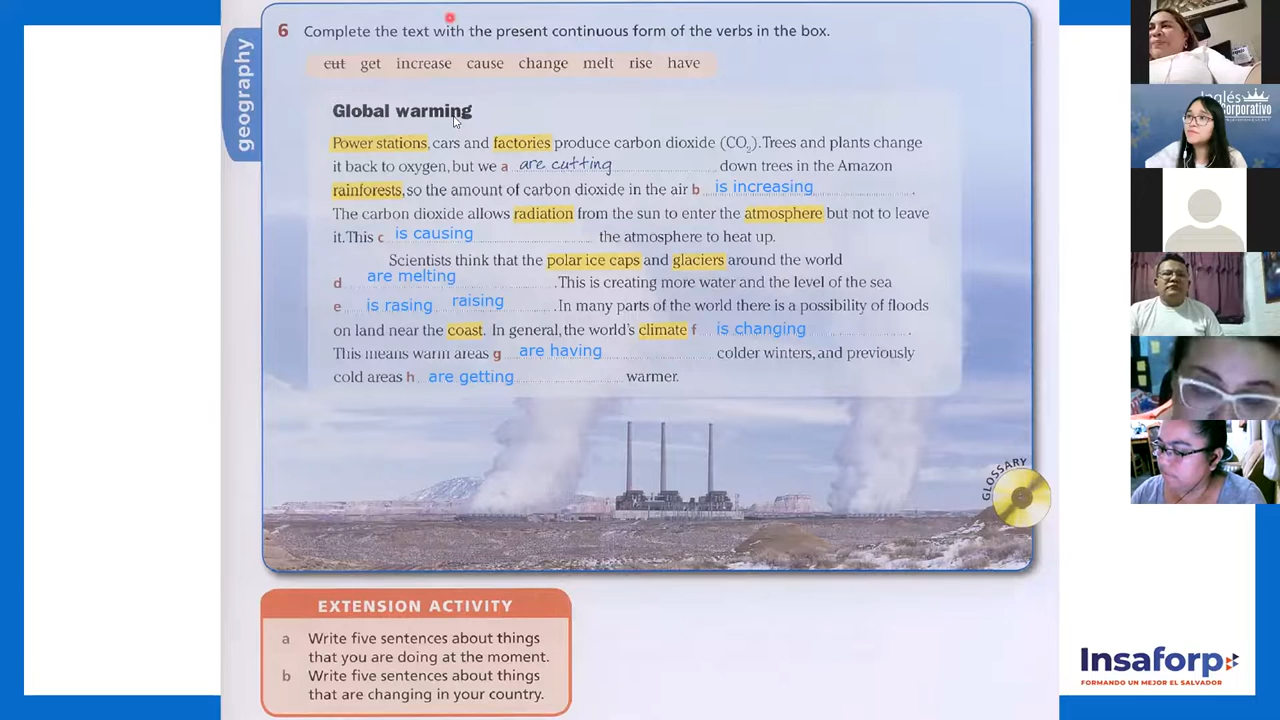 geography
6 Complete the text with the present continuous form of the verbs in the box.
cut get increase cause change melt rise have
Global warming
Power stations, cars and factories produce carbon dioxide (CO2). Trees and plants change
it back to oxygen, but we a are cutting down trees in the Amazon
rainforests, so the amount of carbon dioxide in the air b is increasing .
The carbon dioxide allows radiation from the sun to enter the atmosphere but not to leave
it. This c is causing the atmosphere to heat up.
Scientists think that the polar ice caps and glaciers around the world
d are melting . This is creating more water and the level of the sea
e is rasing raising . In many parts of the world there is a possibility of floods
on land near the coast. In general, the world's climate f is changing .
This means warm areas g are having colder winters, and previously
cold areas h are getting warmer.
GLOSSARY
EXTENSION ACTIVITY
a Write five sentences about things
that you are doing at the moment.
b Write five sentences about things
that are changing in your country.
Inglés
Corporativo
Insaforp
FORMANDO UN MEJOR EL SALVADOR